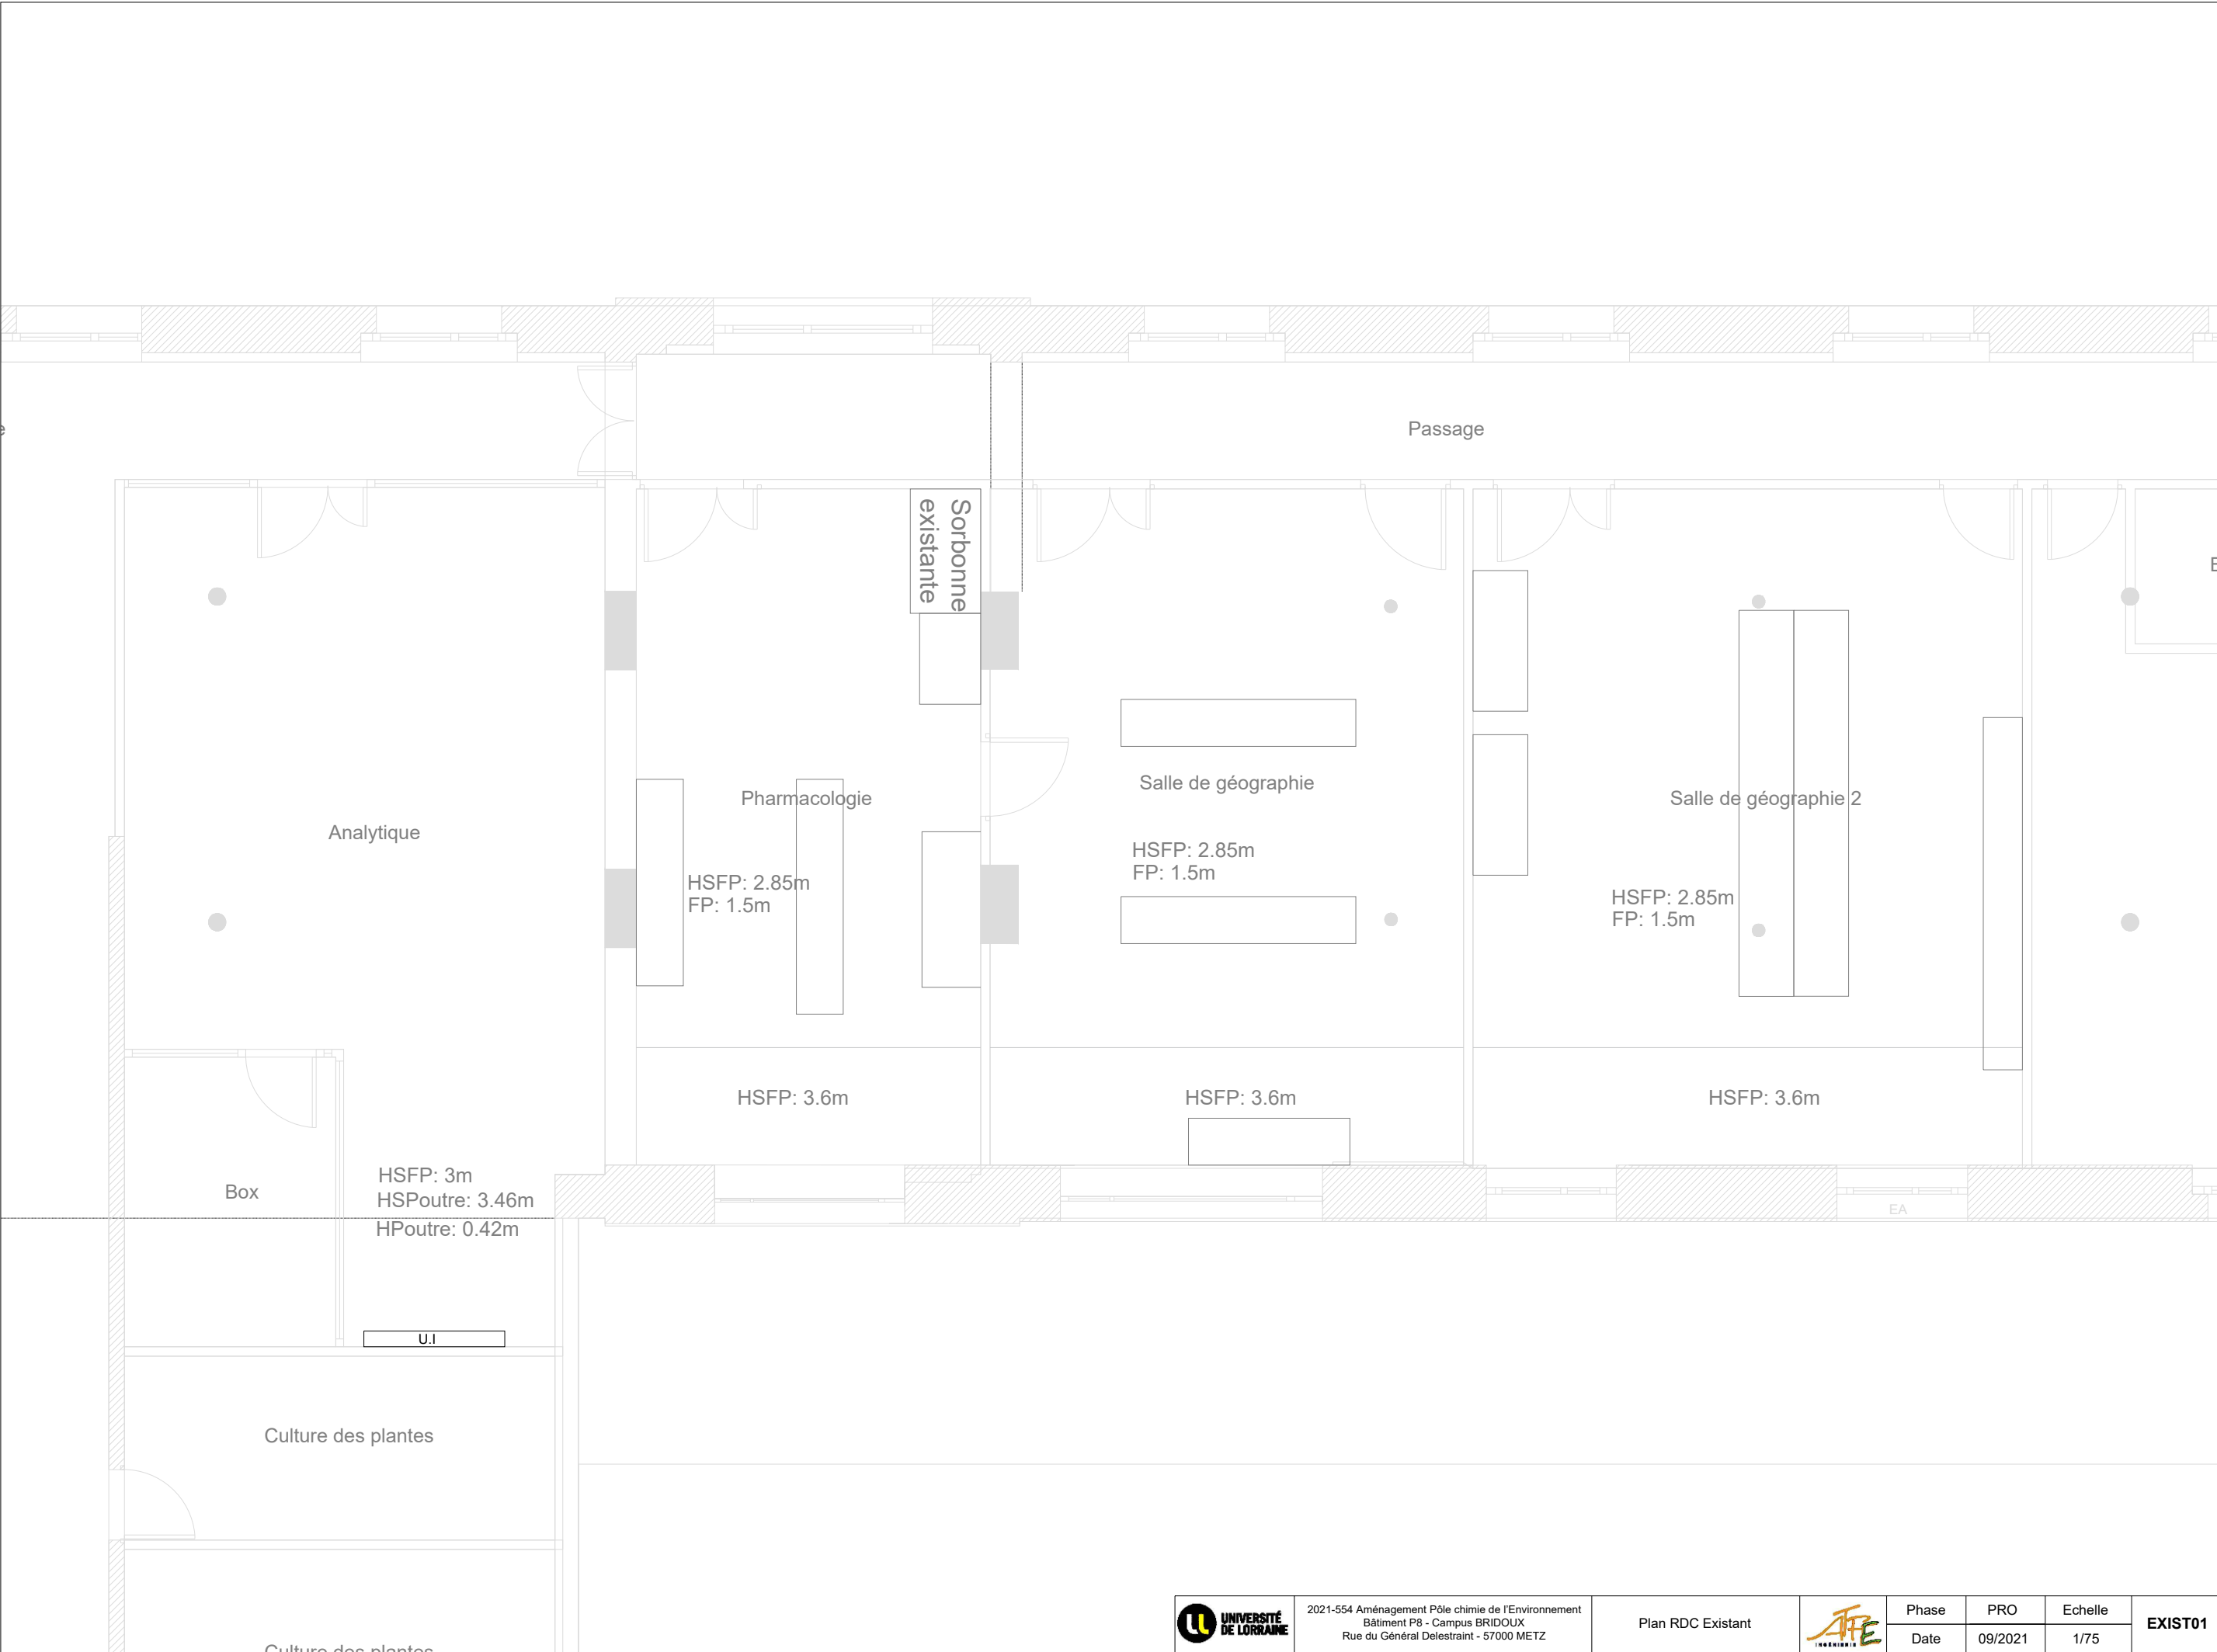 Passage
Sorbonne
existante
Salle de géographie
Pharmacologie
Salle de géographie 2
Analytique
HSFP: 2.85m
FP: 1.5m
HSFP: 2.85m
FP: 1.5m
HSFP: 2.85m
FP: 1.5m
HSFP: 3.6m
HSFP: 3.6m
HSFP: 3.6m
Box
HSFP: 3m
HSPoutre: 3.46m
HPoutre: 0.42m
EA
U.I
Culture des plantes
Culture des plantes
UNIVERSITÉ
DE LORRAINE
2021-554 Aménagement Pôle chimie de l'Environnement
Bâtiment P8 - Campus BRIDOUX
Rue du Général Delestraint - 57000 METZ
Plan RDC Existant
INGÉNIERIE
Phase PRO Echelle
Date 09/2021 1/75
EXIST01